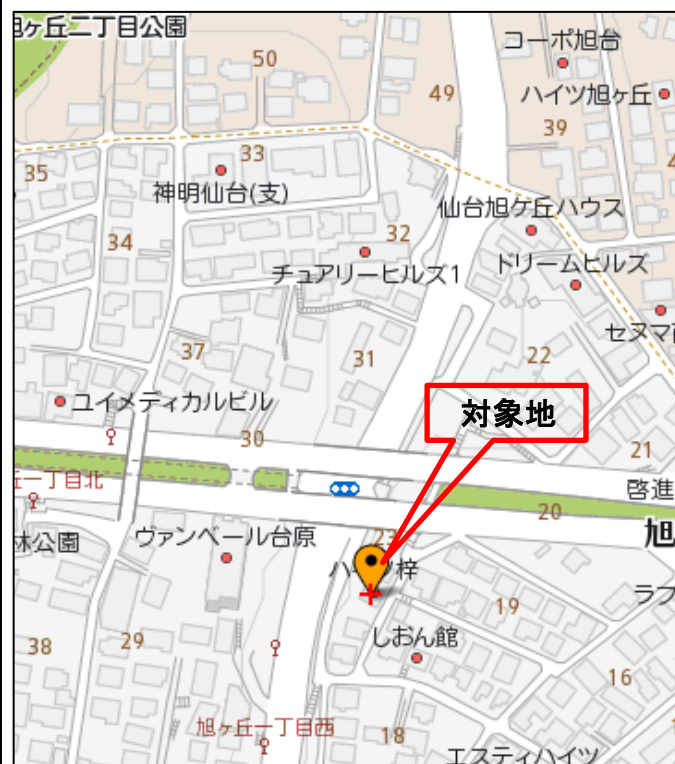 旭ヶ丘二丁目公園
50
コーポ旭台
49
ハイツ旭ヶ丘
39
35
33
神明仙台(支)
仙台旭ケ丘ハウス
34
32
チュアリーヒルズ1
ドリームヒルズ
セヌマ
37
31
22
ユイメディカルビル
対象地
30
21
丘一丁目北
啓進
20
林公園
ヴァンベール台原
23
旭
梓
19
ラフ
38
29
しおん館
16
旭ヶ丘一丁目西
18
エスティハイツ